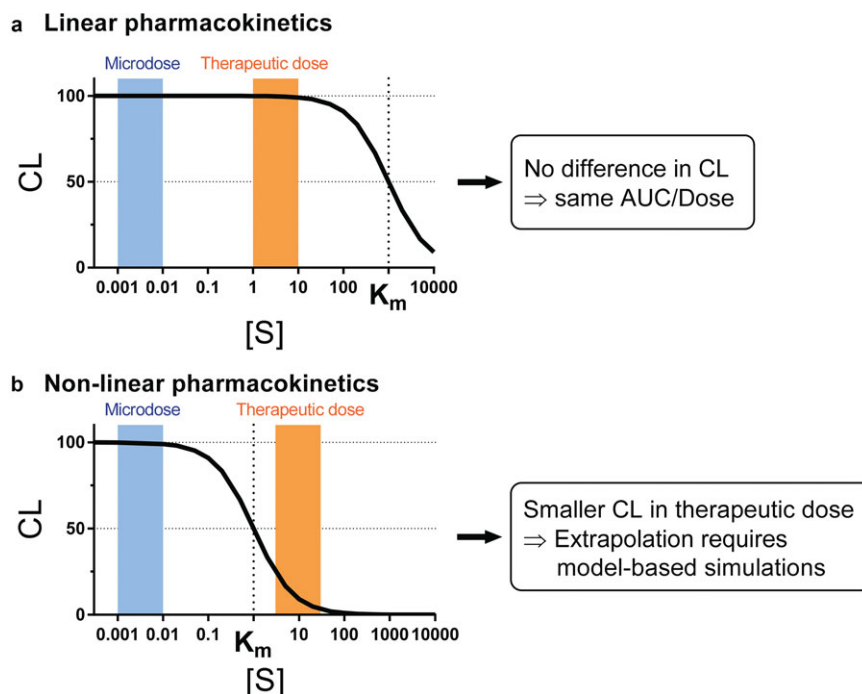 a Linear pharmacokinetics
Microdose Therapeutic dose
100
50
0
CL
0.001 0.01 0.1 1 10 100 10000
Km
[S]
No difference in CL
⇒ same AUC/Dose
b Non-linear pharmacokinetics
Microdose Therapeutic dose
100
50
0
CL
0.001 0.01 0.1 10 100 1000 10000
Km
[S]
Smaller CL in therapeutic dose
⇒ Extrapolation requires
model-based simulations